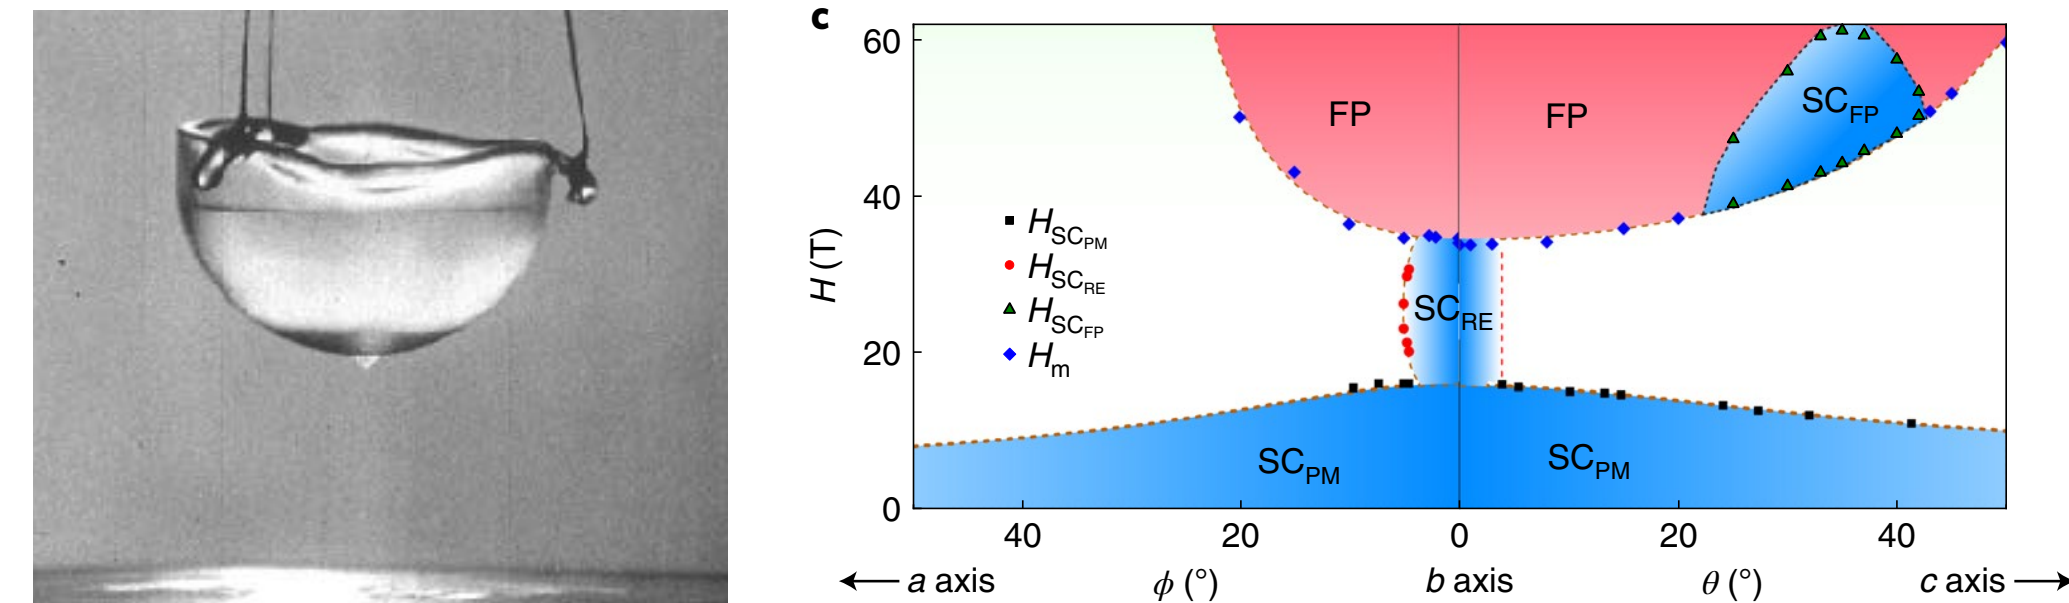 c
60
40
20
0
H (T)
FP
FP
SC_FP
H_SC_PM
H_SC_RE
H_SC_FP
H_m
SC_RE
SC_PM
SC_PM
40
20
0
20
40
← a axis
ϕ (°)
b axis
θ (°)
c axis →